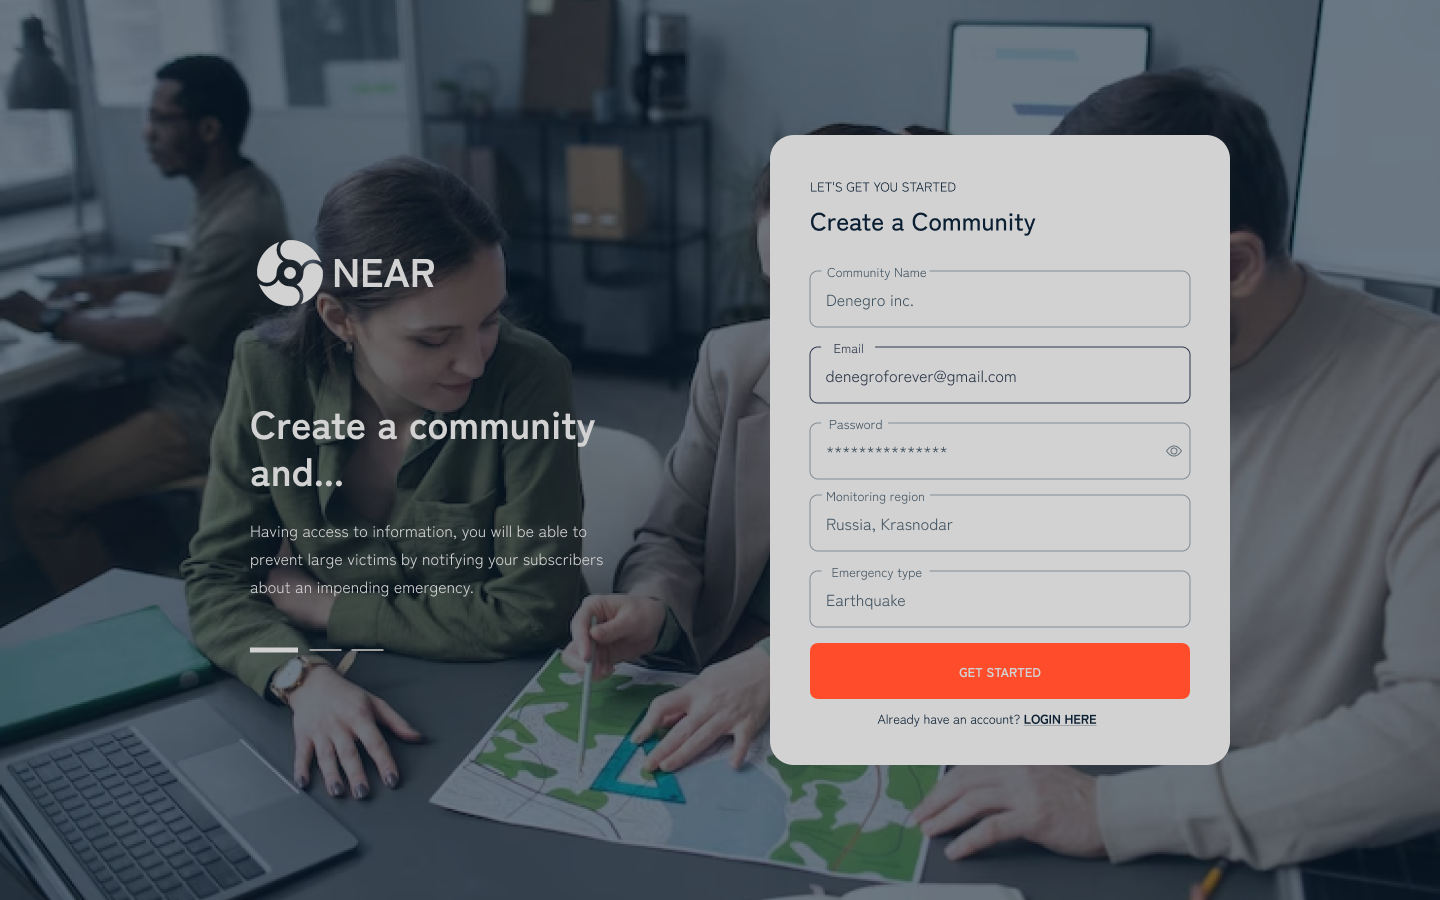 NEAR
Create a community
and...
Having access to information, you will be able to
prevent large victims by notifying your subscribers
about an impending emergency.
LET'S GET YOU STARTED
Create a Community
Community Name
Denegro inc.
Email
denegroforever@gmail.com
Password
***************
Monitoring region
Russia, Krasnodar
Emergency type
Earthquake
GET STARTED
Already have an account? LOGIN HERE